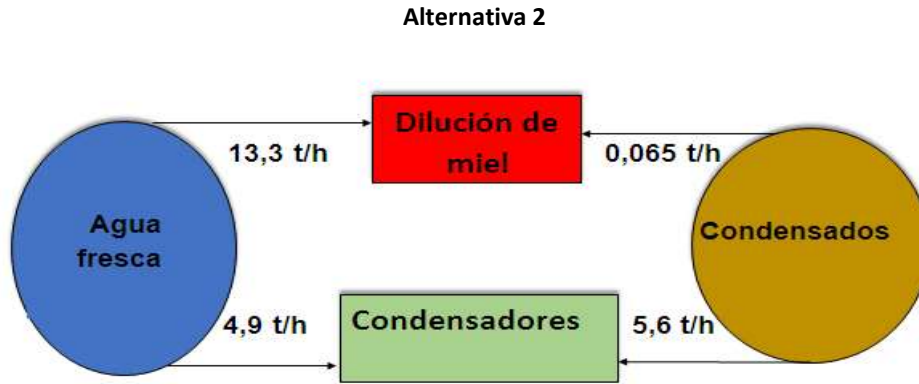 Alternativa 2
Dilución de
miel
13,3 t/h
0,065 t/h
Agua
fresca
Condensados
4,9 t/h
Condensadores
5,6 t/h